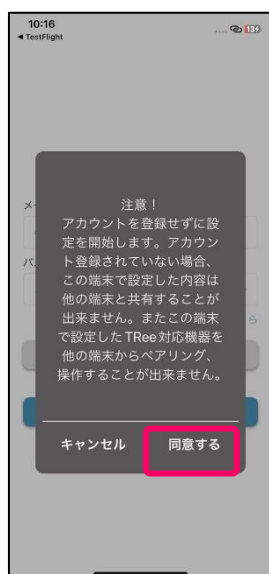 10:16
◀ TestFlight
注意！
アカウントを登録せずに設
定を開始します。アカウン
ト登録されていない場合、
この端末で設定した内容は
他の端末と共有することが
出来ません。またこの端末
で設定したTRee対応機器を
他の端末からペアリング、
操作することが出来ません。
キャンセル 同意する
メ
パ
ら